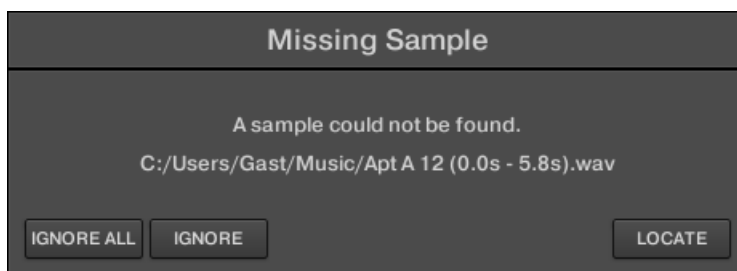 Missing Sample
A sample could not be found.
C:/Users/Gast/Music/Apt A 12 (0.0s - 5.8s).wav
IGNORE ALL IGNORE LOCATE